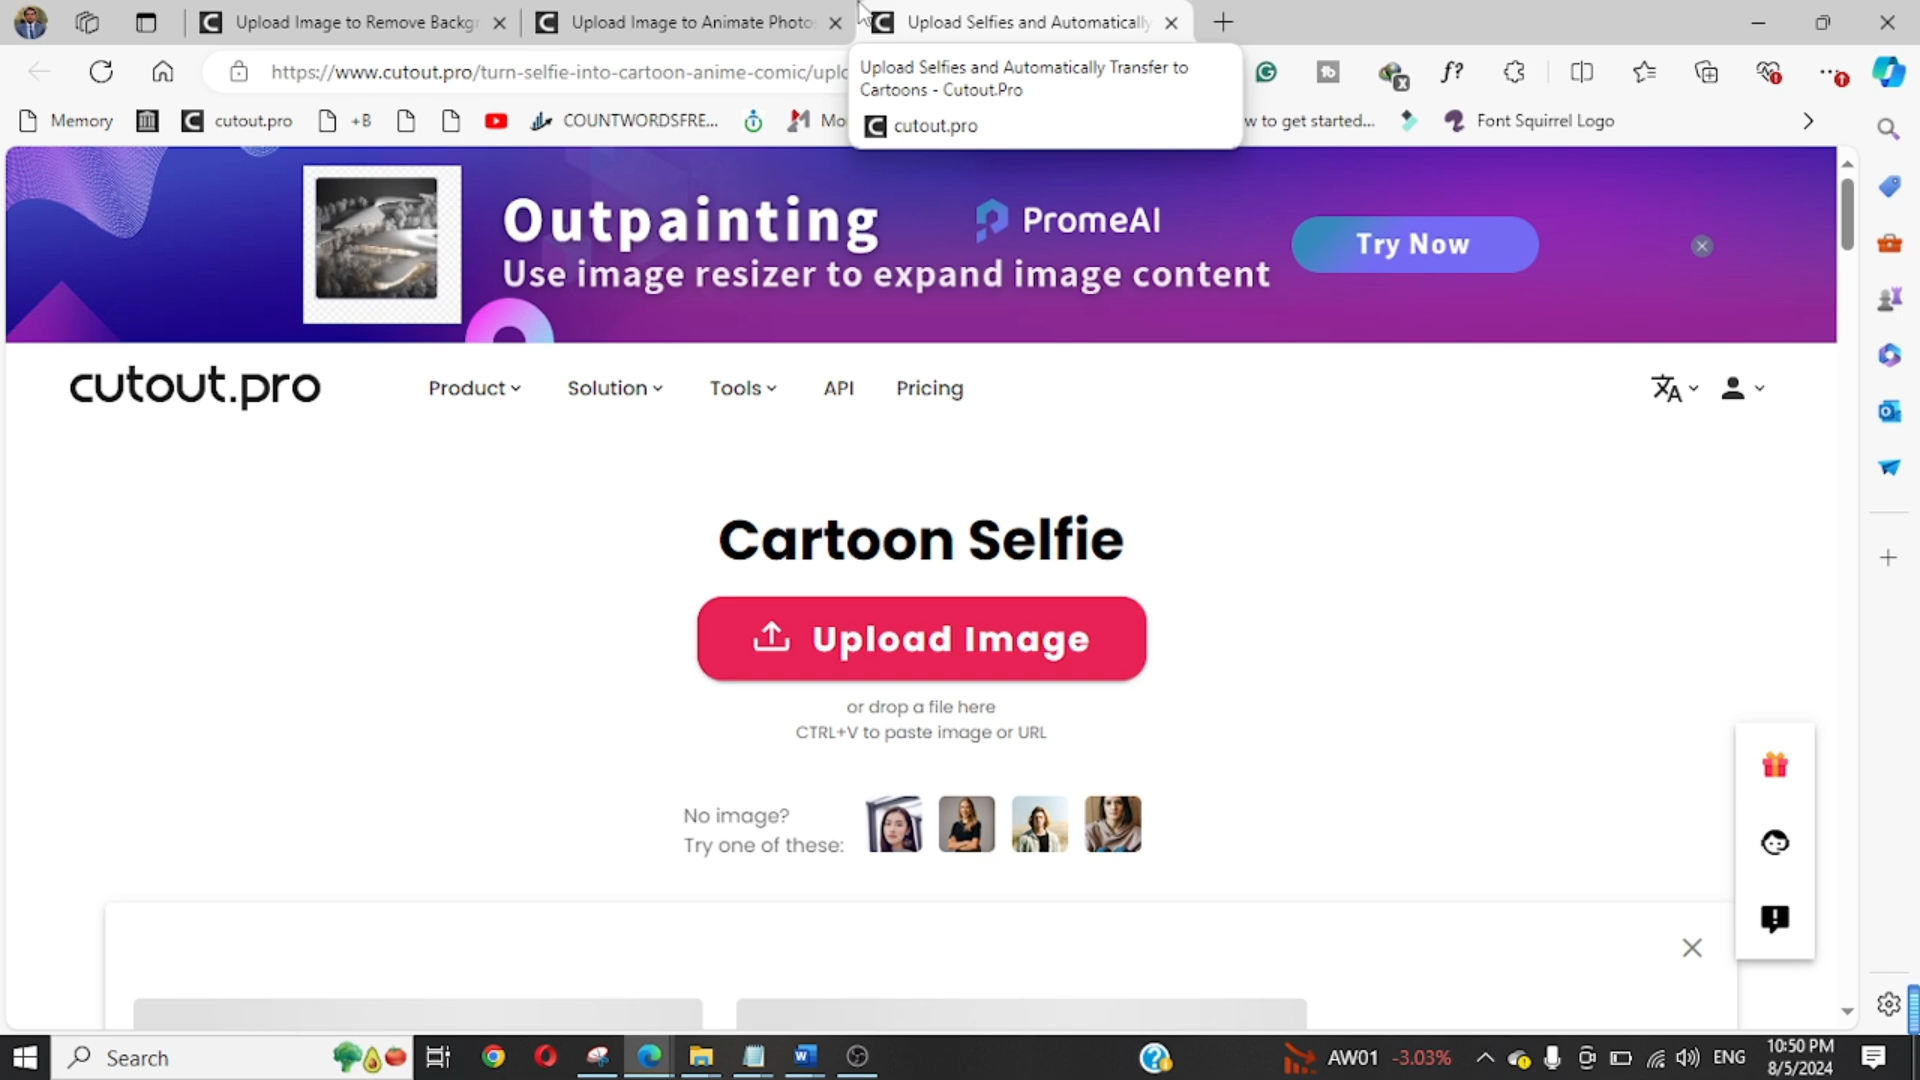 Upload Image to Remove Backgr
Upload Image to Animate Photo
Upload Selfies and Automatically
https://www.cutout.pro/turn-selfie-into-cartoon-anime-comic/uplo
Upload Selfies and Automatically Transfer to
Cartoons - Cutout.Pro
cutout.pro
Memory
cutout.pro
+B
COUNTWORDSFRE...
Mo
w to get started...
Font Squirrel Logo
Outpainting
PromeAI
Use image resizer to expand image content
Try Now
cutout.pro
Product
Solution
Tools
API
Pricing
Cartoon Selfie
Upload Image
or drop a file here
CTRL+V to paste image or URL
No image?
Try one of these:
Search
AW01 -3.03%
ENG
10:50 PM
8/5/2024